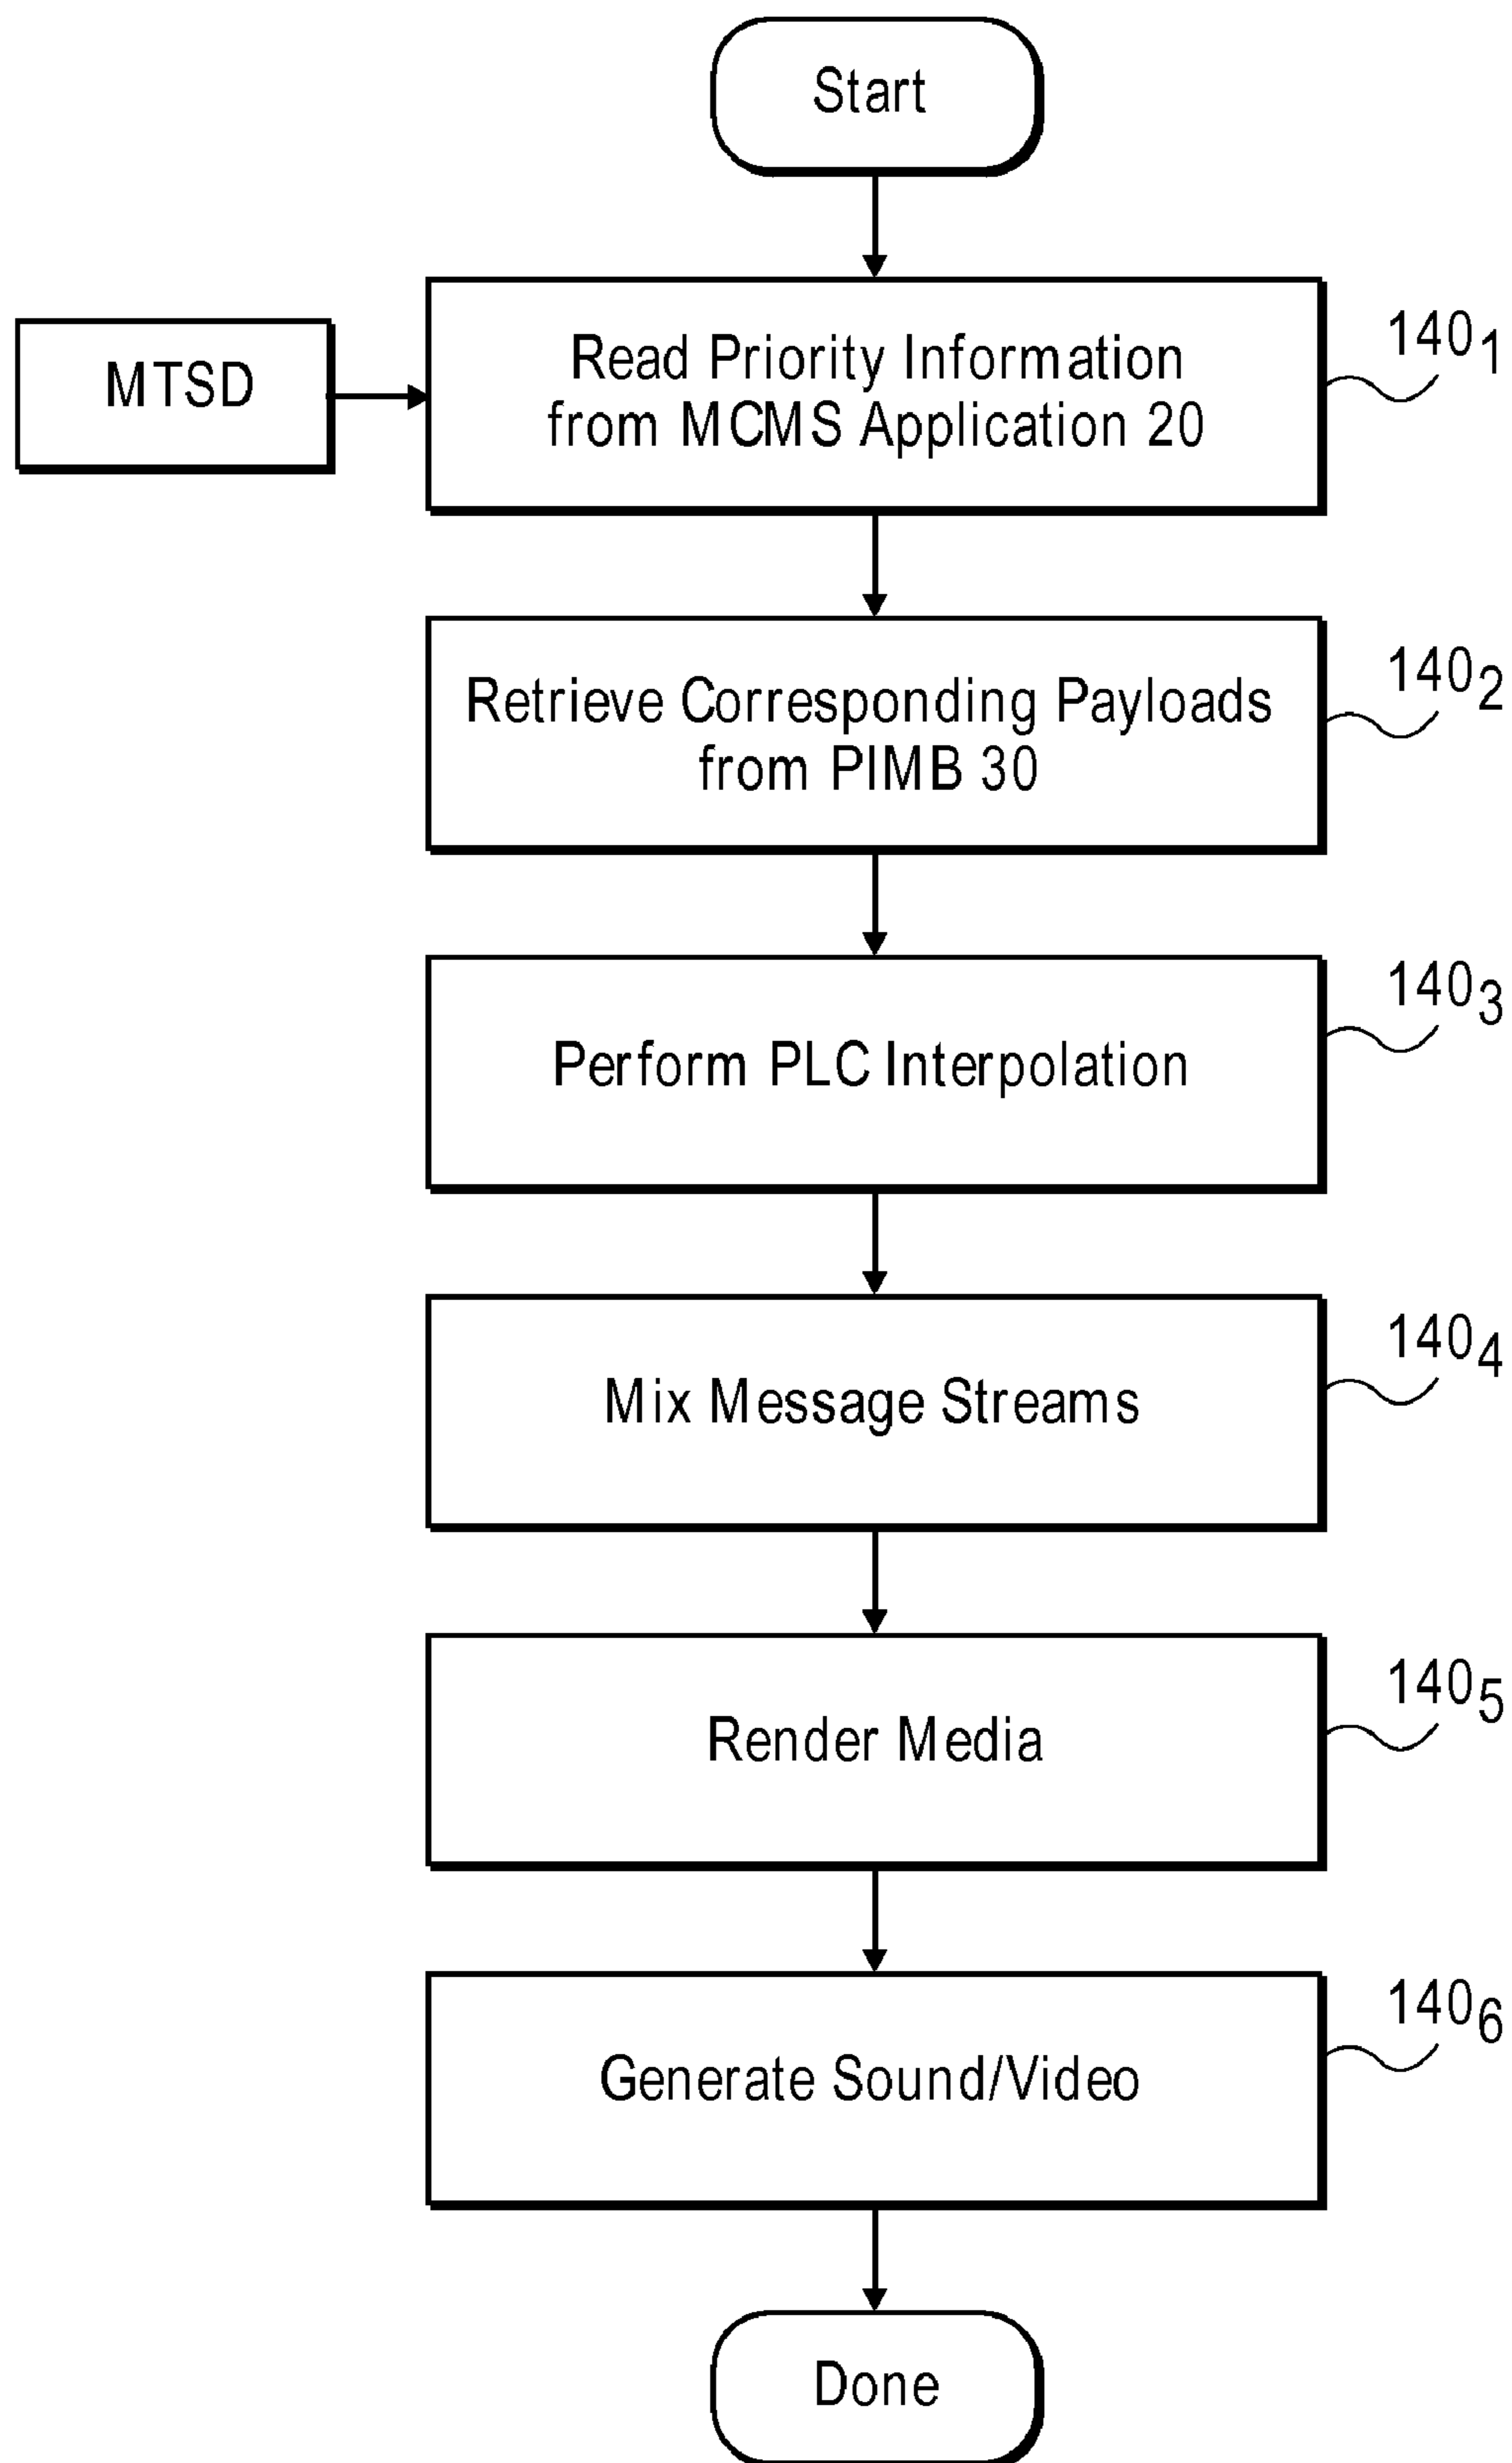 Start
MTSD
Read Priority Information
from MCMS Application 20
140₁
Retrieve Corresponding Payloads
from PIMB 30
140₂
Perform PLC Interpolation
140₃
Mix Message Streams
140₄
Render Media
140₅
Generate Sound/Video
140₆
Done